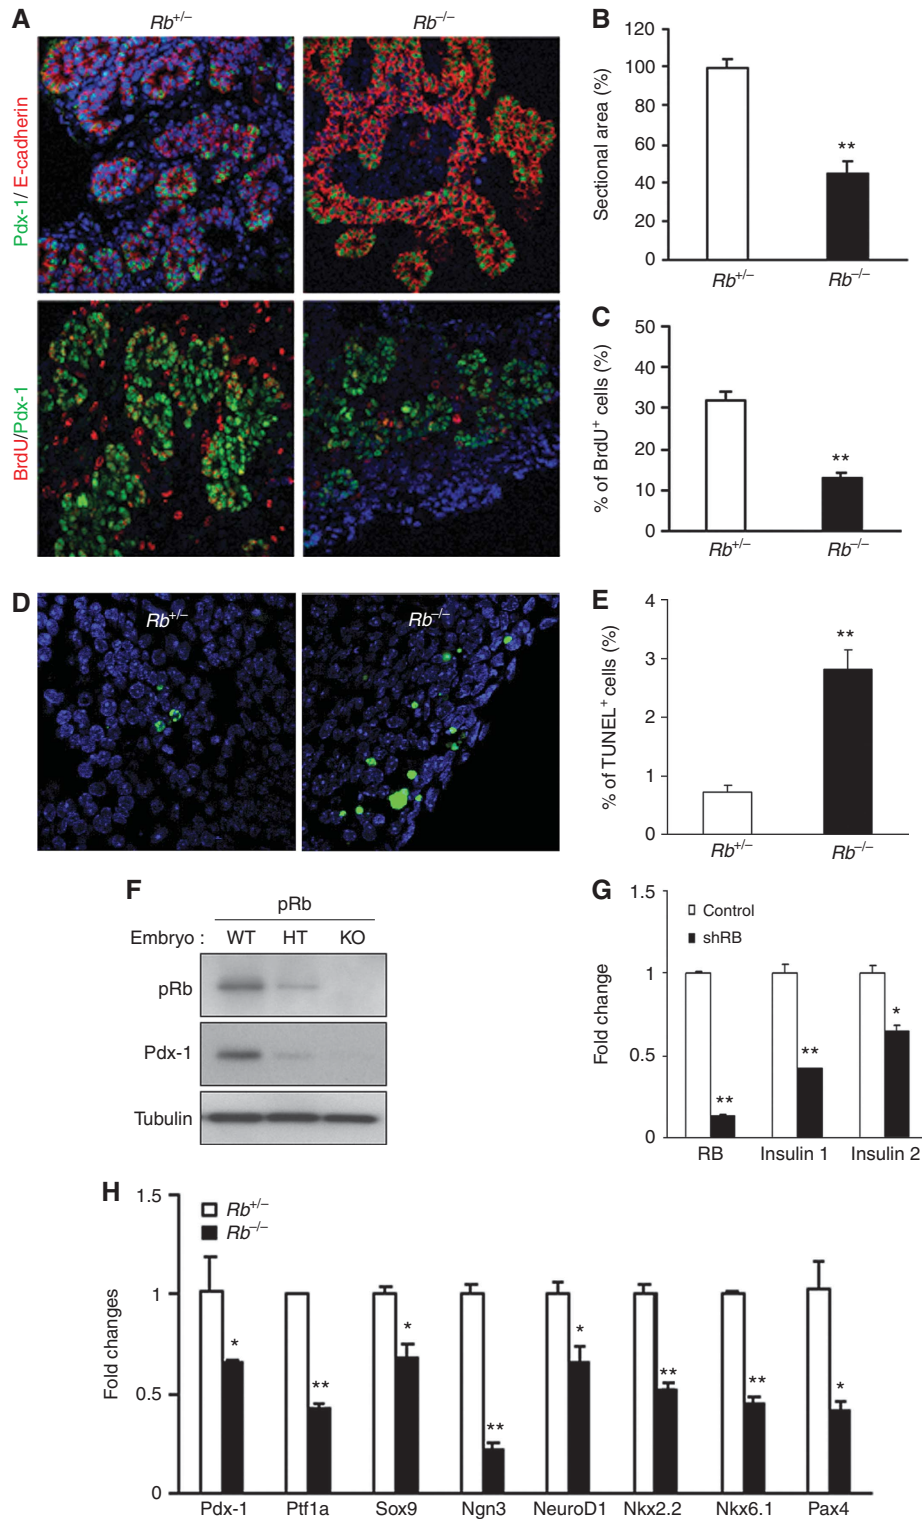 A
Rb+/–
Rb–/–
Pdx-1/ E-cadherin
BrdU/Pdx-1
B
120
100
80
60
40
20
0
Sectional area (%)
**
Rb+/–
Rb–/–
C
50
40
30
20
10
0
% of BrdU+ cells (%)
**
Rb+/–
Rb–/–
D
Rb+/–
Rb–/–
E
4
3
2
1
0
% of TUNEL+ cells (%)
**
Rb+/–
Rb–/–
F
pRb
Embryo : WT HT KO
pRb
Pdx-1
Tubulin
G
1.5
1
0.5
0
Fold change
Control
shRB
**
**
*
RB Insulin 1 Insulin 2
H
1.5
1
0.5
0
Fold changes
Rb+/–
Rb–/–
*
**
*
**
*
**
**
*
Pdx-1 Ptf1a Sox9 Ngn3 NeuroD1 Nkx2.2 Nkx6.1 Pax4